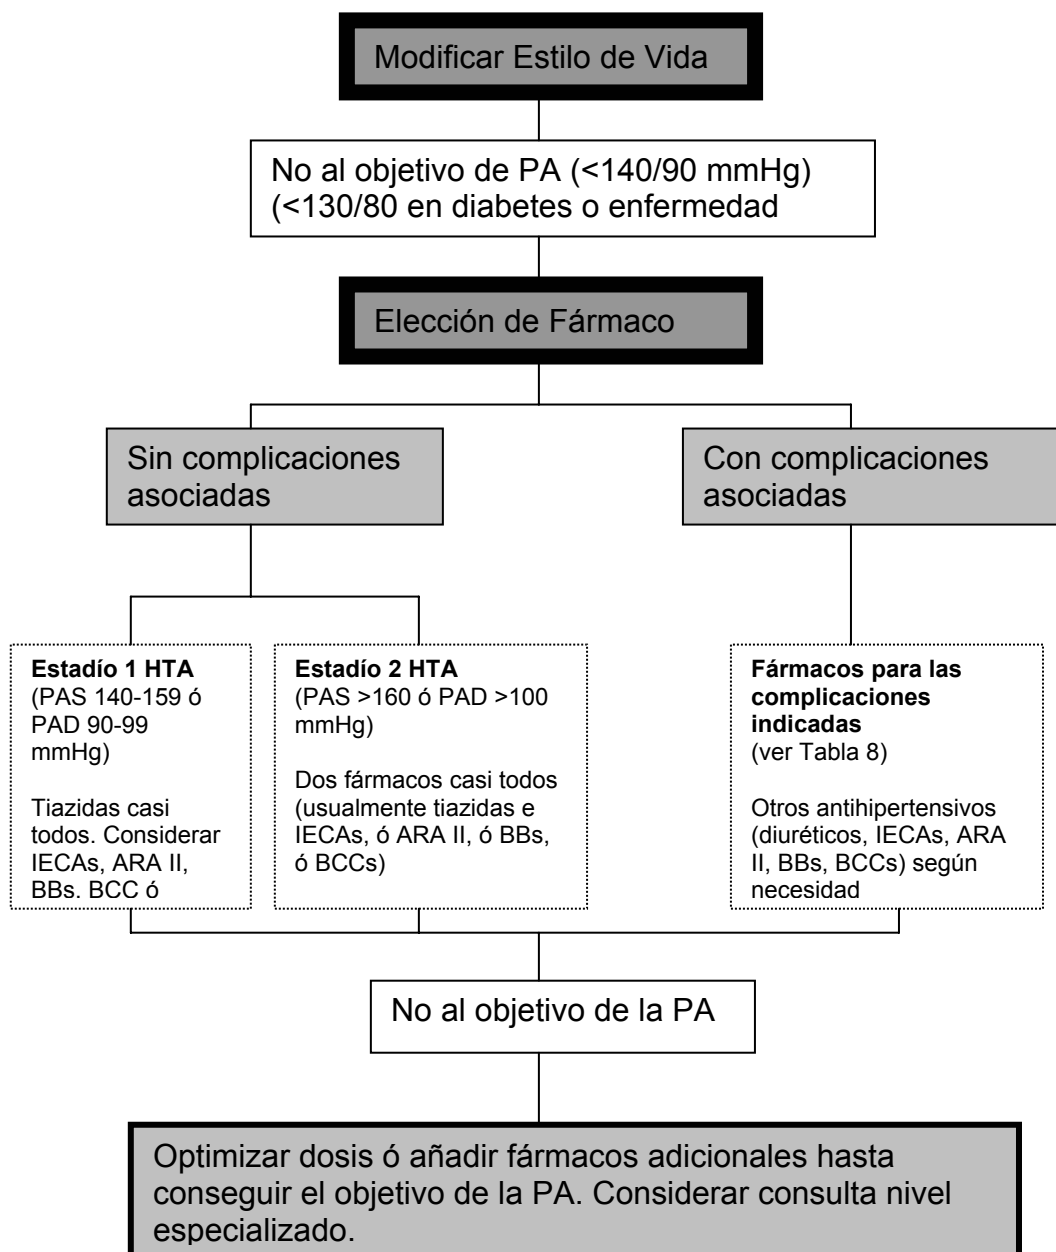 Modificar Estilo de Vida
No al objetivo de PA (<140/90 mmHg)
(<130/80 en diabetes o enfermedad
Elección de Fármaco
Sin complicaciones
asociadas
Con complicaciones
asociadas
Estadío 1 HTA
(PAS 140-159 ó
PAD 90-99
mmHg)
Tiazidas casi
todos. Considerar
IECAs, ARA II,
BBs. BCC ó
Estadío 2 HTA
(PAS >160 ó PAD >100
mmHg)
Dos fármacos casi todos
(usualmente tiazidas e
IECAs, ó ARA II, ó BBs,
ó BCCs)
Fármacos para las
complicaciones
indicadas
(ver Tabla 8)
Otros antihipertensivos
(diuréticos, IECAs, ARA
II, BBs, BCCs) según
necesidad
No al objetivo de la PA
Optimizar dosis ó añadir fármacos adicionales hasta
conseguir el objetivo de la PA. Considerar consulta nivel
especializado.